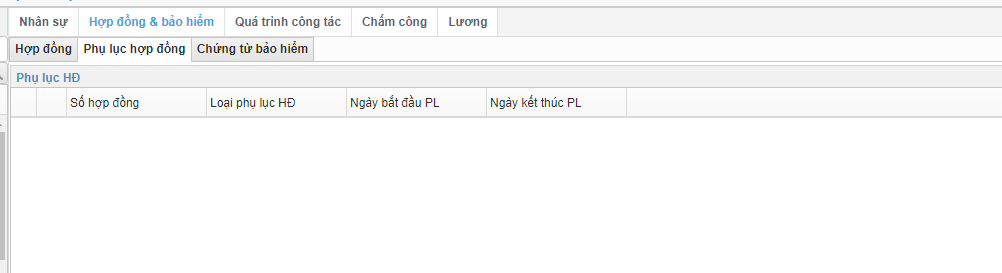 Nhân sự Hợp đồng & bảo hiểm Quá trình công tác Chấm công Lương
Hợp đồng Phụ lục hợp đồng Chứng từ bảo hiểm
Phụ lục HĐ
Số hợp đồng Loại phụ lục HĐ Ngày bắt đầu PL Ngày kết thúc PL